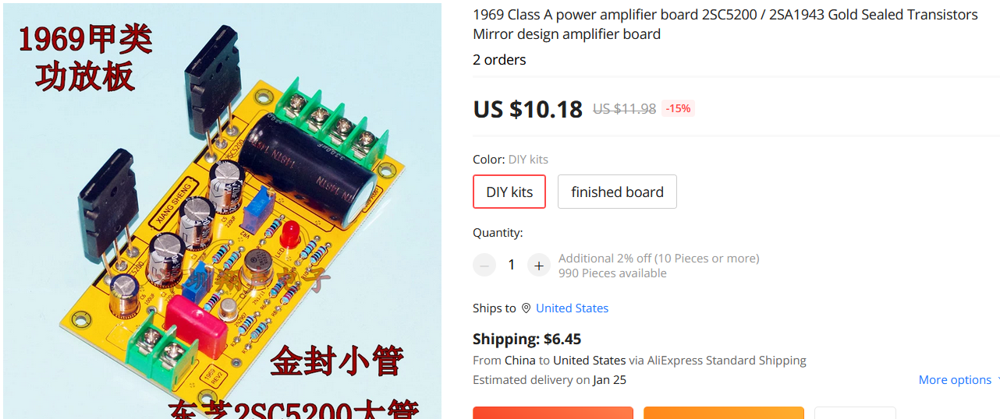 1969甲类
功放板
XIANG SHENG
金封小管
东芝2SC5200大管
1969
REV2
1969 Class A power amplifier board 2SC5200 / 2SA1943 Gold Sealed Transistors
Mirror design amplifier board
2 orders
US $10.18 US $11.98 -15%
Color: DIY kits
DIY kits finished board
Quantity:
1 + Additional 2% off (10 Pieces or more)
990 Pieces available
Ships to United States
Shipping: $6.45
From China to United States via AliExpress Standard Shipping
Estimated delivery on Jan 25
More options